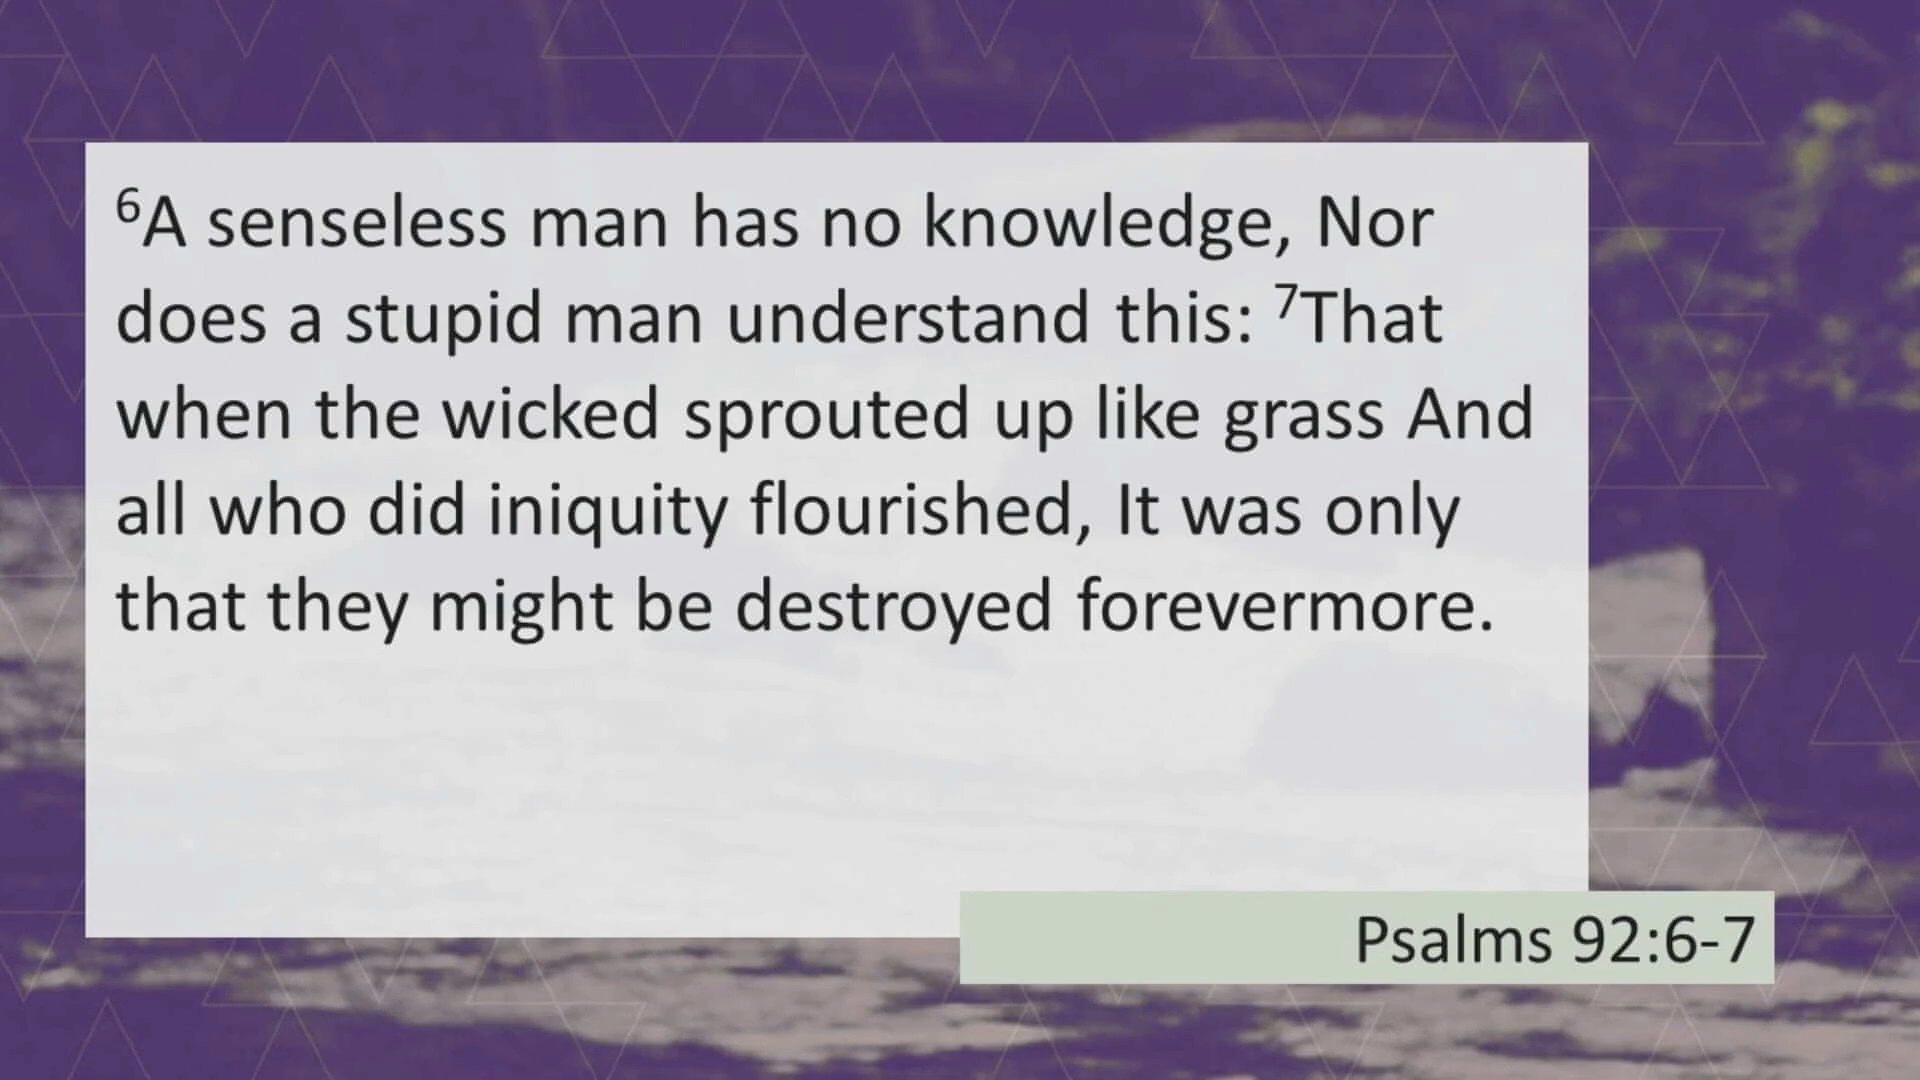 ⁶A senseless man has no knowledge, Nor
does a stupid man understand this: ⁷That
when the wicked sprouted up like grass And
all who did iniquity flourished, It was only
that they might be destroyed forevermore.
Psalms 92:6-7